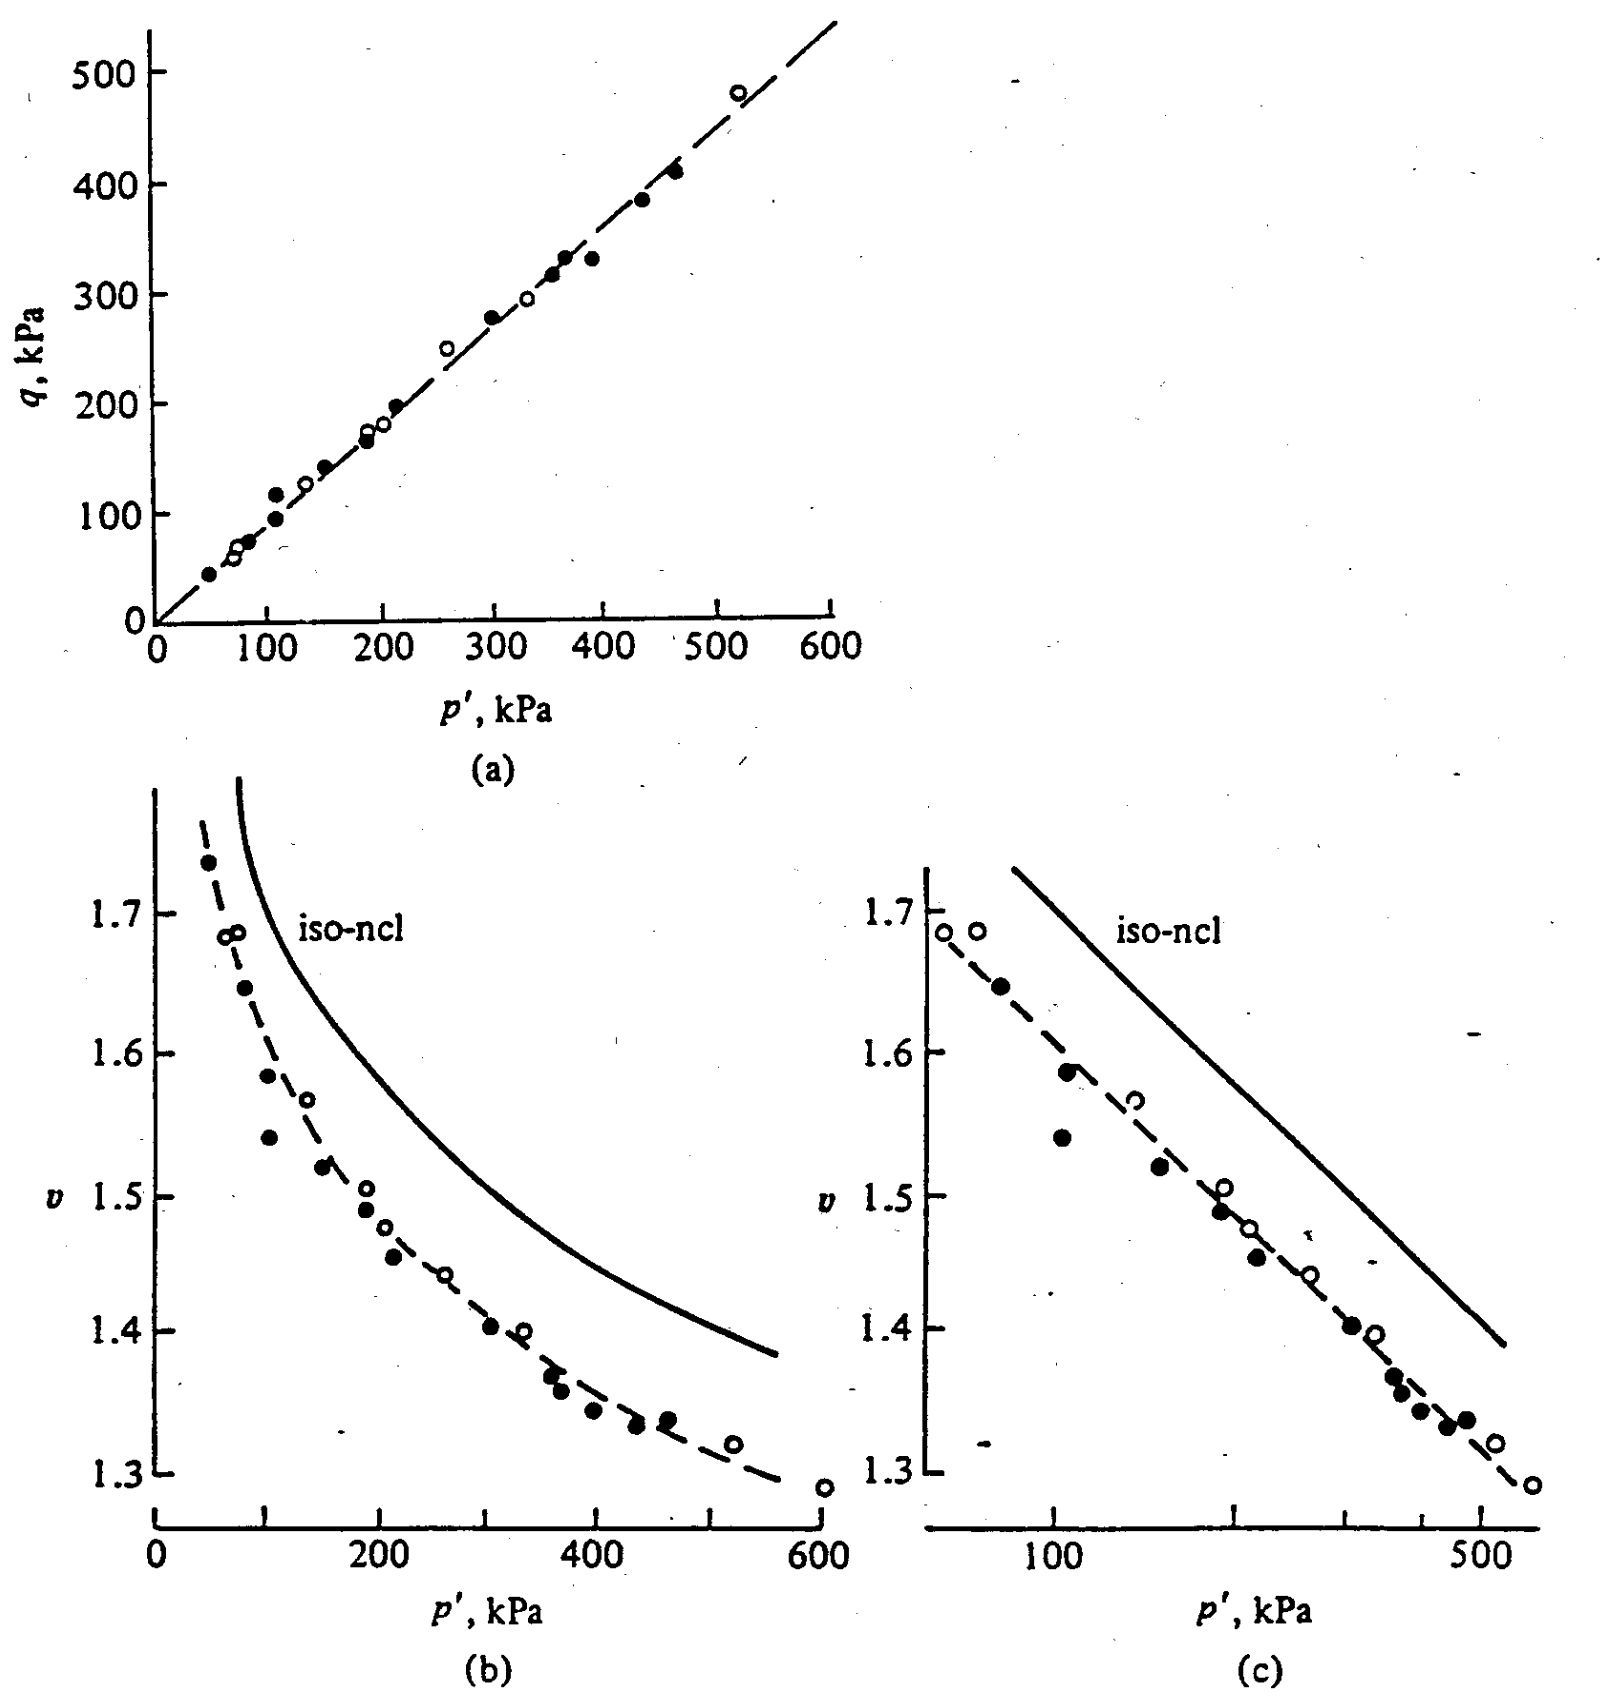 500
400
300
200
100
0
q, kPa
0 100 200 300 400 500 600
p', kPa
(a)
1.7
1.6
1.5
1.4
1.3
v
iso-ncl
0 200 400 600
p', kPa
(b)
1.7
1.6
1.5
1.4
1.3
v
iso-ncl
100 500
p', kPa
(c)